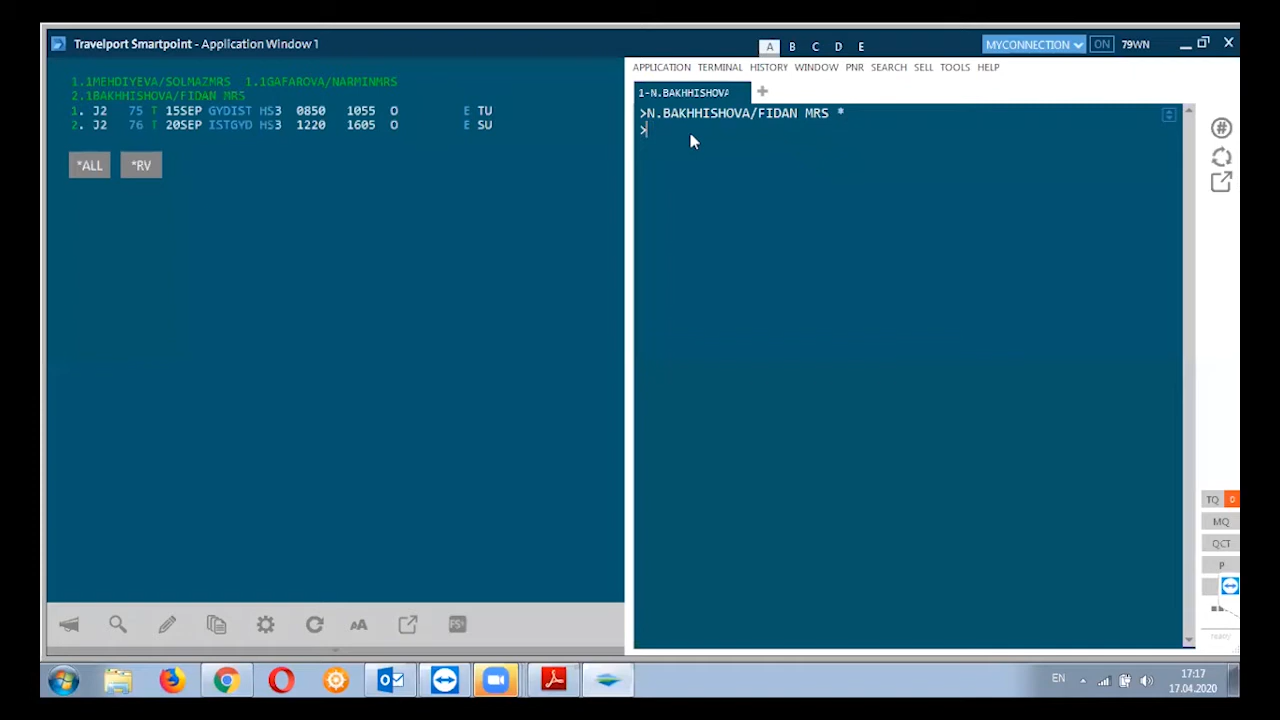 Travelport Smartpoint - Application Window 1
A B C D E
MYCONNECTION ON 79WN
APPLICATION TERMINAL HISTORY WINDOW PNR SEARCH SELL TOOLS HELP
1.1MEHDIYEVA/SOLMAZMRS 1.1GAFAROVA/NARMINMRS
2.1BAKHHISHOVA/FIDAN MRS
1. J2 75 T 15SEP GYDIST HS3 0850 1055 O E TU
2. J2 76 T 20SEP ISTGYD HS3 1220 1605 O E SU
*ALL *RV
1-N.BAKHHISHOVA
>N.BAKHHISHOVA/FIDAN MRS *
>
#
TQ 0
MQ
QCT
P
AA
FS+
EN
17:17
17.04.2020